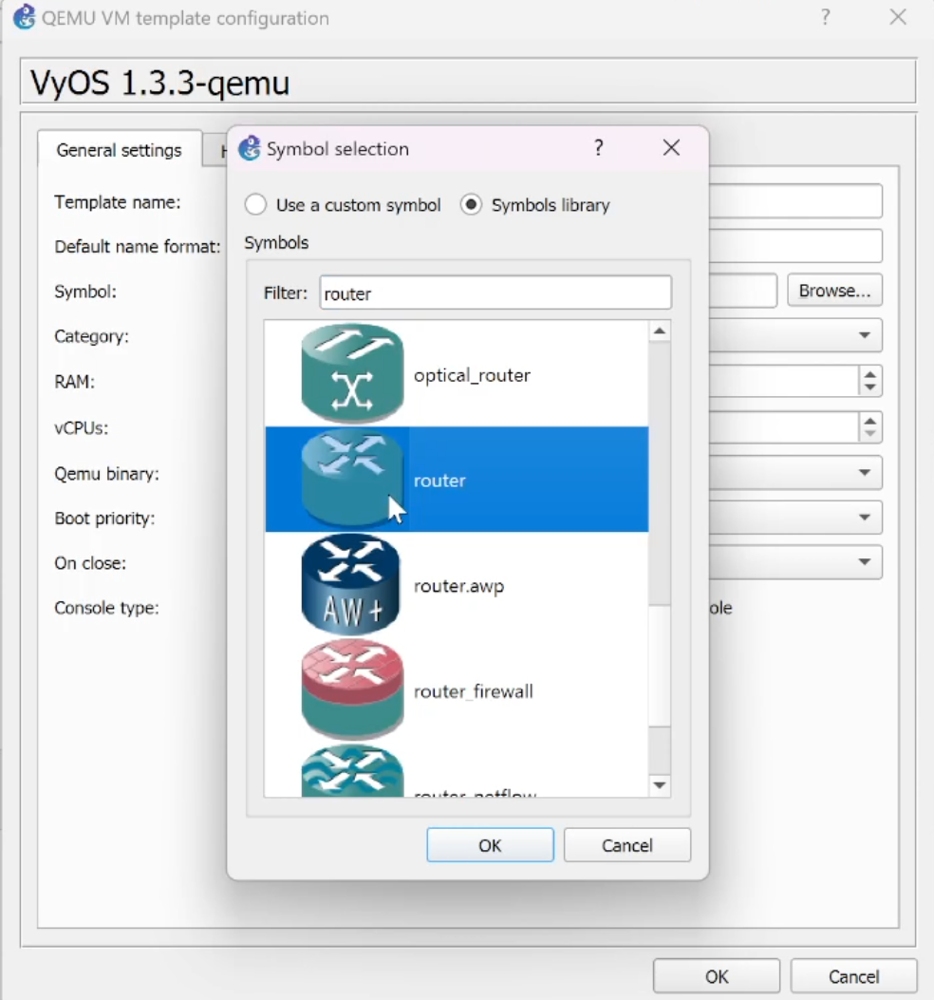 QEMU VM template configuration ?
VyOS 1.3.3-qemu
General settings
Symbol selection ?
Template name:
Use a custom symbol Symbols library
Default name format:
Symbols
Symbol:
Filter: router
Browse...
Category:
optical_router
RAM:
vCPUs:
Qemu binary:
router
Boot priority:
On close:
router.awp
AW+
Console type:
ole
router_firewall
router_netflow
OK Cancel
OK Cancel